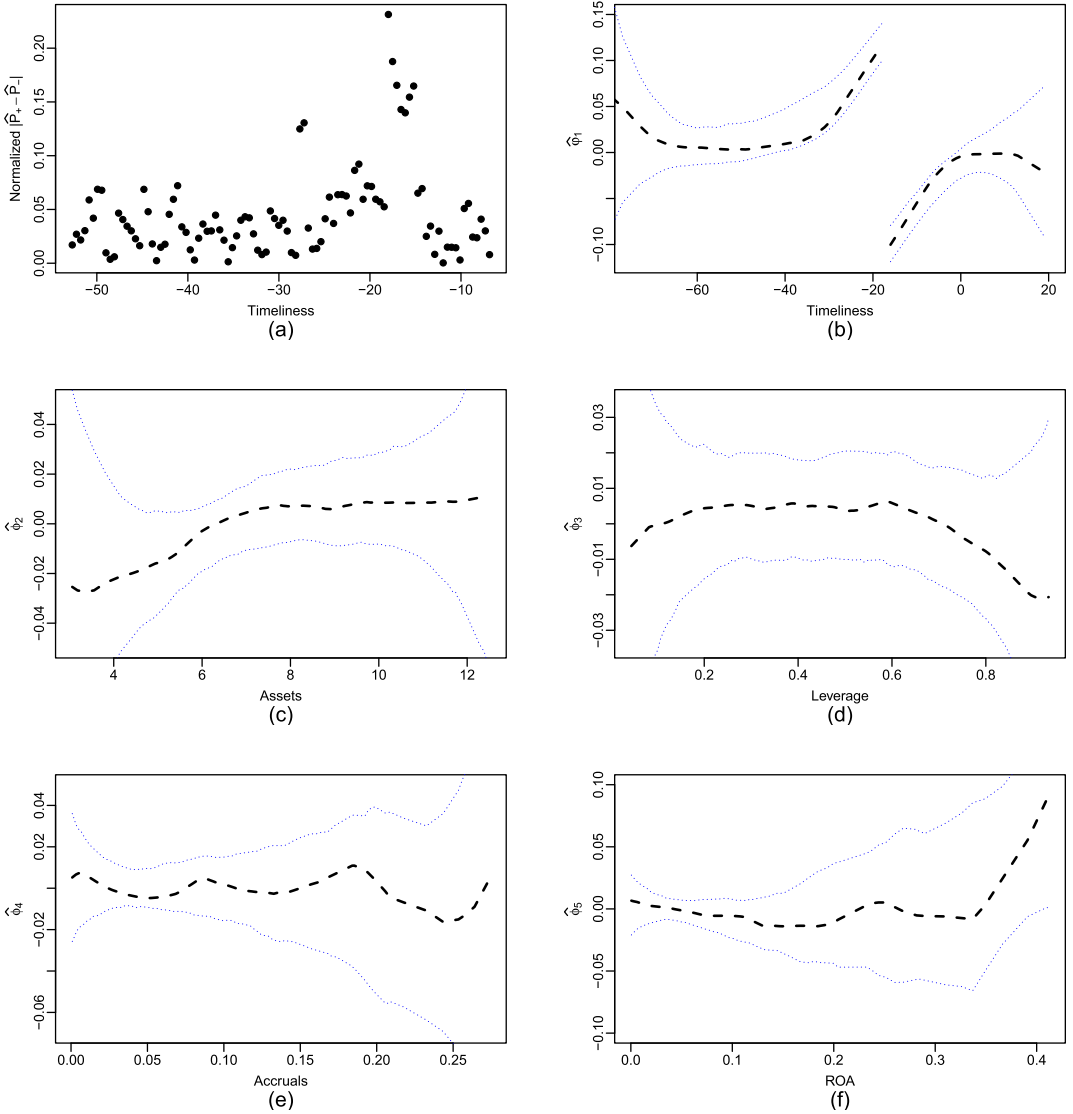 Normalized |P̂₊ − P̂₋|
0.00 0.05 0.10 0.15 0.20
−50 −40 −30 −20 −10
Timeliness
(a)
ϕ̂₁
−0.10 0.00 0.05 0.10 0.15
−60 −40 −20 0 20
Timeliness
(b)
ϕ̂₂
−0.04 −0.02 0.00 0.02 0.04
4 6 8 10 12
Assets
(c)
ϕ̂₃
−0.03 −0.01 0.01 0.03
0.2 0.4 0.6 0.8
Leverage
(d)
ϕ̂₄
−0.06 −0.02 0.02 0.04
0.00 0.05 0.10 0.15 0.20 0.25
Accruals
(e)
ϕ̂₅
−0.10 −0.05 0.00 0.05 0.10
0.0 0.1 0.2 0.3 0.4
ROA
(f)